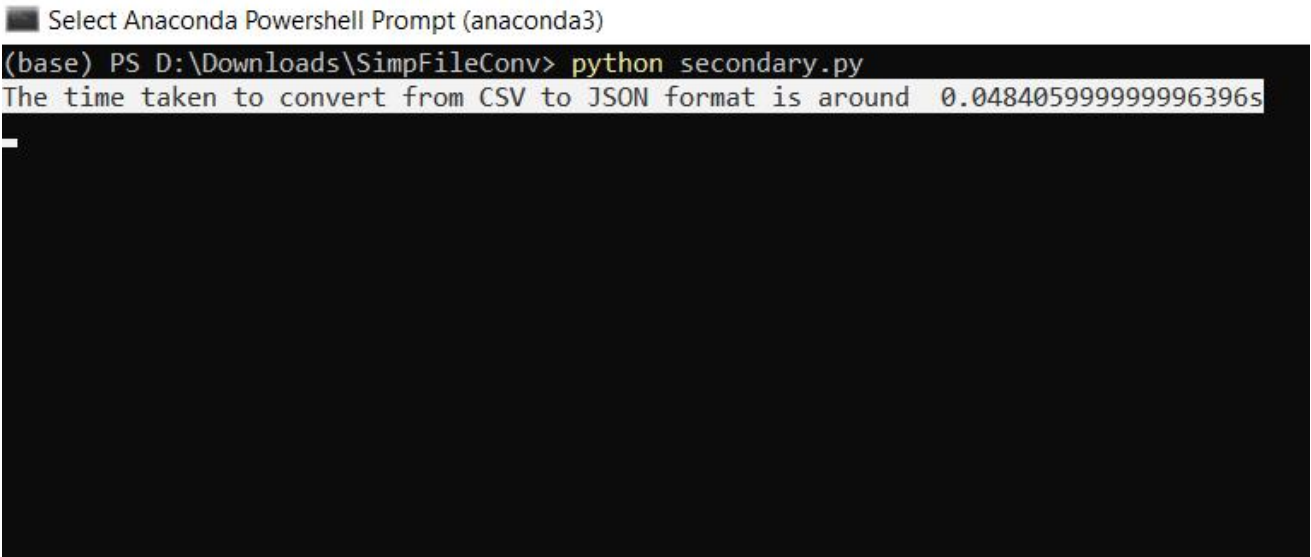 Select Anaconda Powershell Prompt (anaconda3)
(base) PS D:\Downloads\SimpFileConv> python secondary.py
The time taken to convert from CSV to JSON format is around  0.048405999999996396s